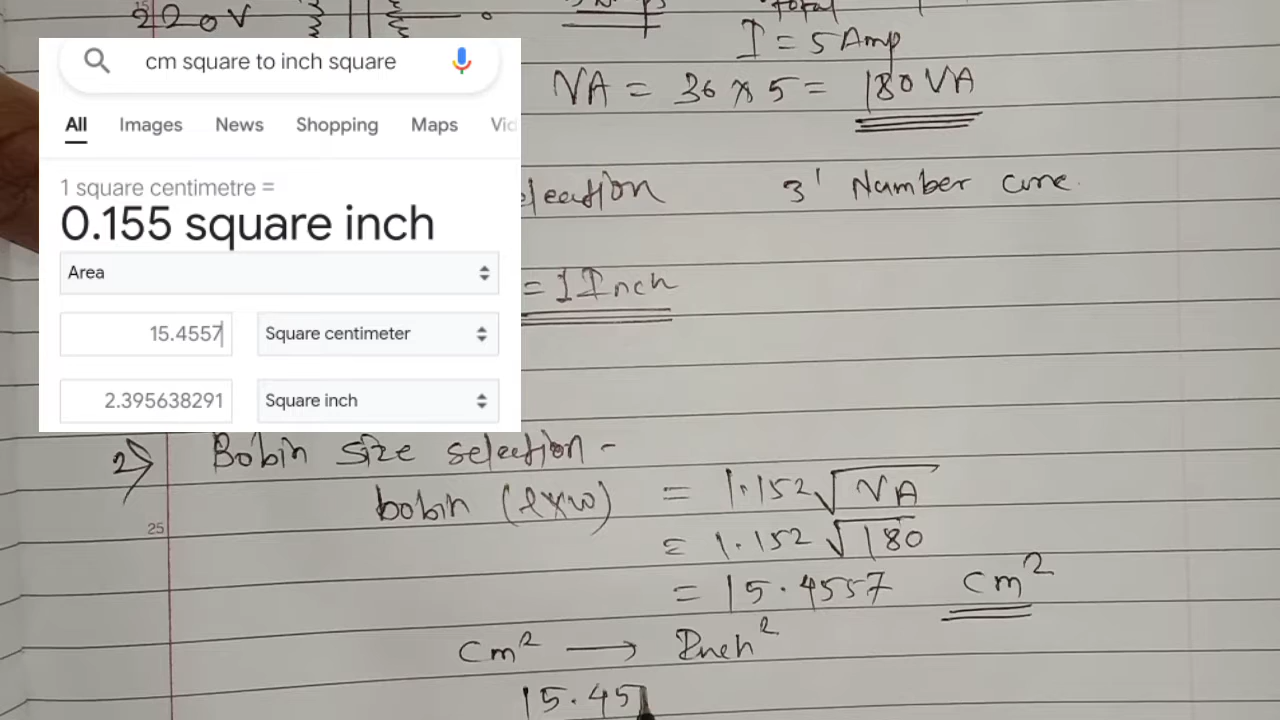 220V
total
I = 5 Amp
VA = 36 x 5 = 180 VA
cm square to inch square
All Images News Shopping Maps
1 square centimetre =
0.155 square inch
Area
15.4557 Square centimeter
2.395638291 Square inch
3' Number core
= 1 Inch
2) Bobin size selection -
bobin (lxw) = 1.152√VA
25
= 1.152√180
= 15.4557 cm²
cm² → Inch²
15.45